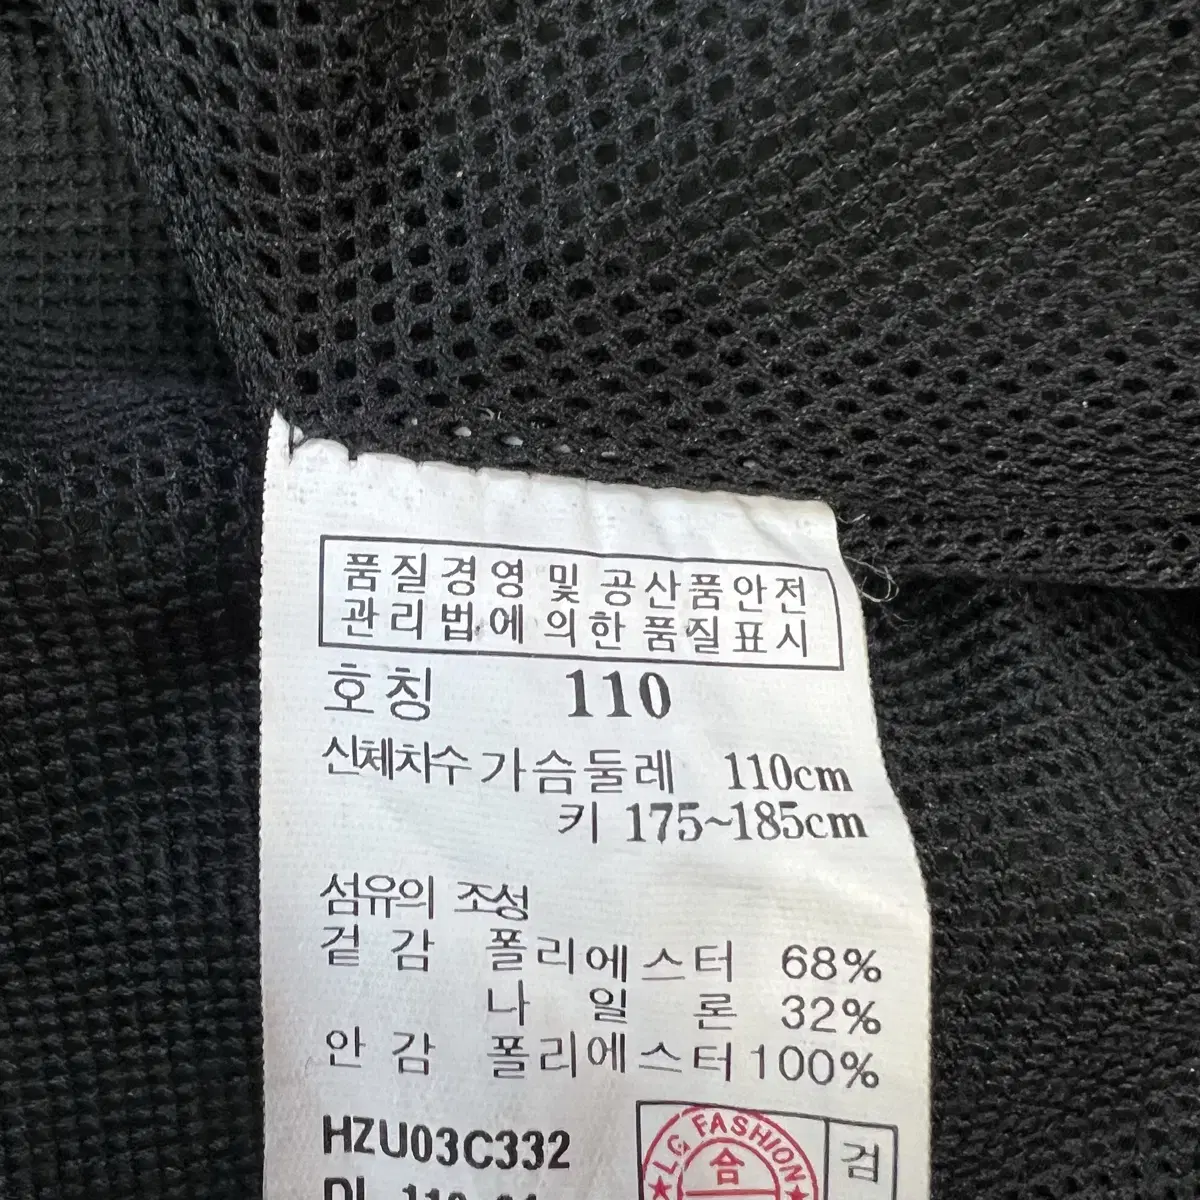 품질경영 및 공산품안전
관리법에 의한 품질표시
호칭 110
신체치수 가슴둘레 110cm
키 175~185cm
섬유의 조성
겉감 폴리에스터 68%
나일론 32%
안감 폴리에스터 100%
HZU03C332
LG FASHION
合
검